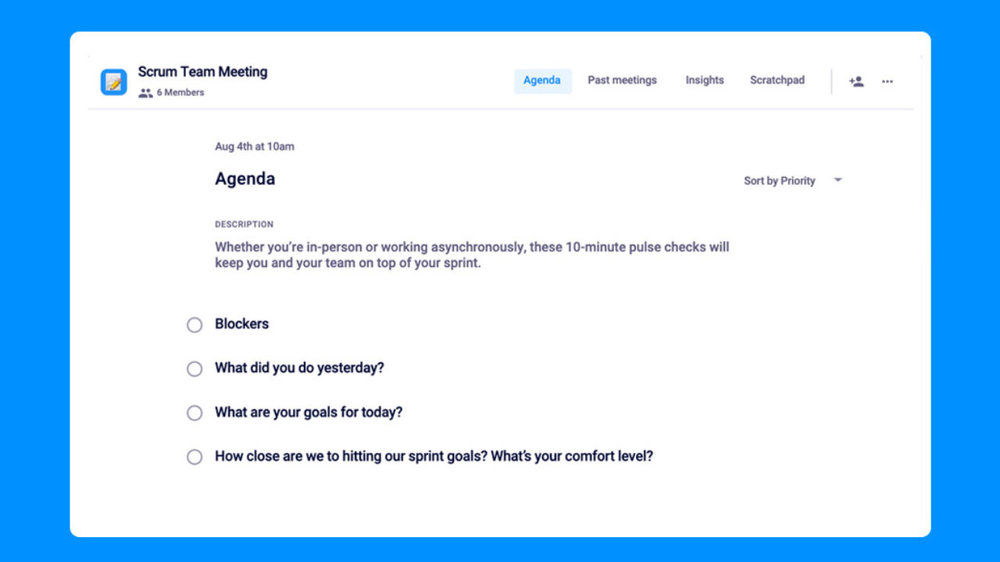 Scrum Team Meeting
6 Members
Agenda
Past meetings
Insights
Scratchpad
Aug 4th at 10am
Agenda
Sort by Priority
DESCRIPTION
Whether you're in-person or working asynchronously, these 10-minute pulse checks will
keep you and your team on top of your sprint.
Blockers
What did you do yesterday?
What are your goals for today?
How close are we to hitting our sprint goals? What's your comfort level?